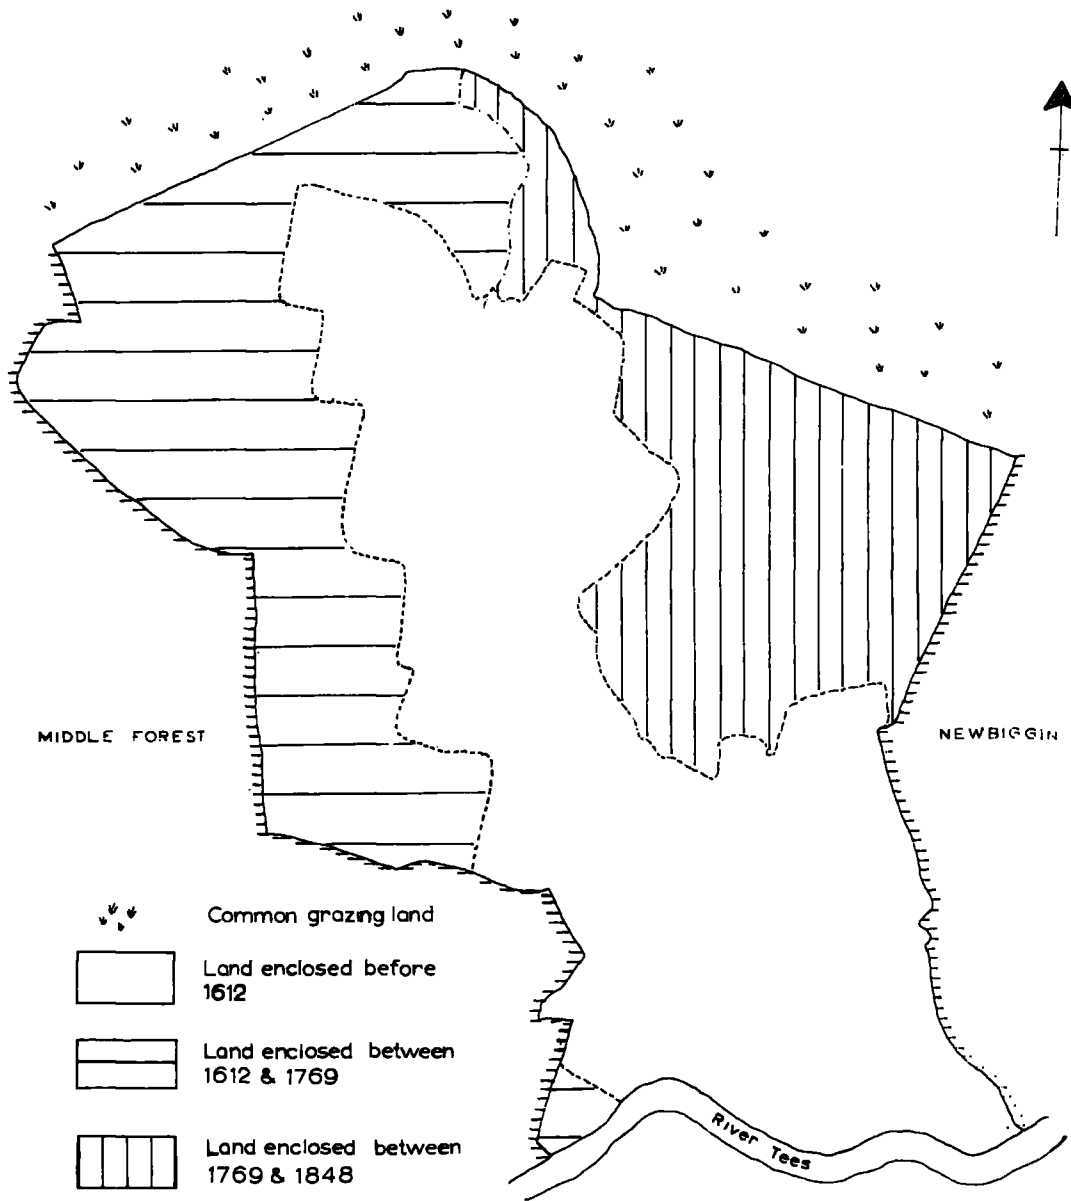 MIDDLE FOREST
NEWBIGGIN
Common grazing land
Land enclosed before
1612
Land enclosed between
1612 & 1769
Land enclosed between
1769 & 1848
River Tees